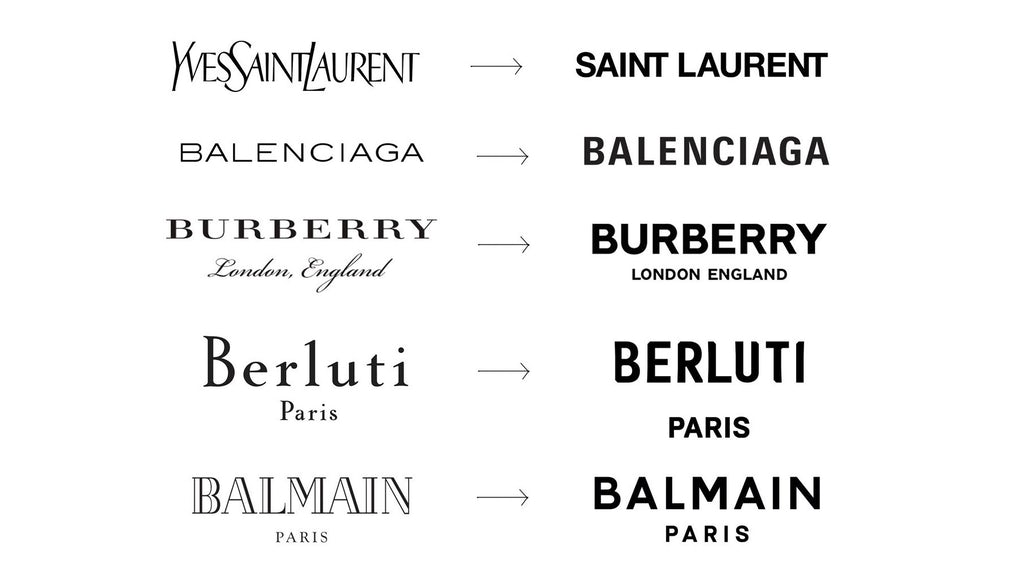 YVESSAINTLAURENT → SAINT LAURENT
BALENCIAGA → BALENCIAGA
BURBERRY → BURBERRY
London, England LONDON ENGLAND
Berluti → BERLUTI
Paris PARIS
BALMAIN → BALMAIN
PARIS PARIS